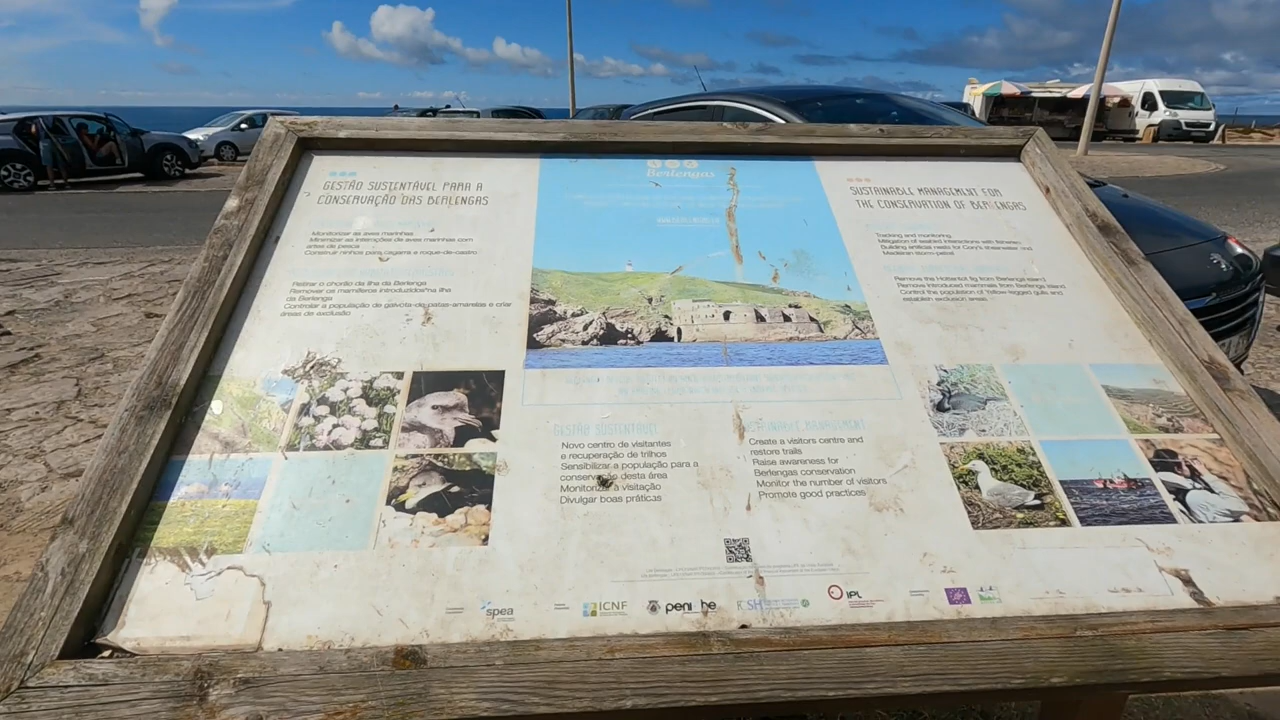 GESTÃO SUSTENTÁVEL PARA A
CONSERVAÇÃO DAS BERLENGAS
Monitorizar as aves marinhas
Minimizar as interações de aves marinhas com
artes de pesca
Construir ninhos para cagarra e roque-de-castro
Retirar o chorão da Ilha da Berlenga
Remover os mamíferos introduzidos na Ilha
da Berlenga
Controlar a população de gaivota-de-patas-amarelas e criar
áreas de exclusão
Berlengas
GESTÃO SUSTENTÁVEL
Novo centro de visitantes
e recuperação de trilhos
Sensibilizar a população para a
conservação desta área
Monitorizar a visitação
Divulgar boas práticas
SUSTAINABLE MANAGEMENT
Create a visitors centre and
restore trails
Raise awareness for
Berlengas conservation
Monitor the number of visitors
Promote good practices
SUSTAINABLE MANAGEMENT FOR
THE CONSERVATION OF BERLENGAS
Tracking and monitoring
Mitigation of seabird interactions with fisheries
Building artificial nests for Cory's shearwater and
Madeiran storm-petrel
Remove the Hottentot fig from Berlenga Island
Remove introduced mammals from Berlenga Island
Control the population of Yellow-legged gulls and
establish exclusion areas
spea
ICNF
peniche
IPL